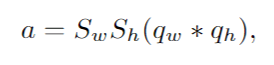 a = S_w S_h (q_w * q_h),